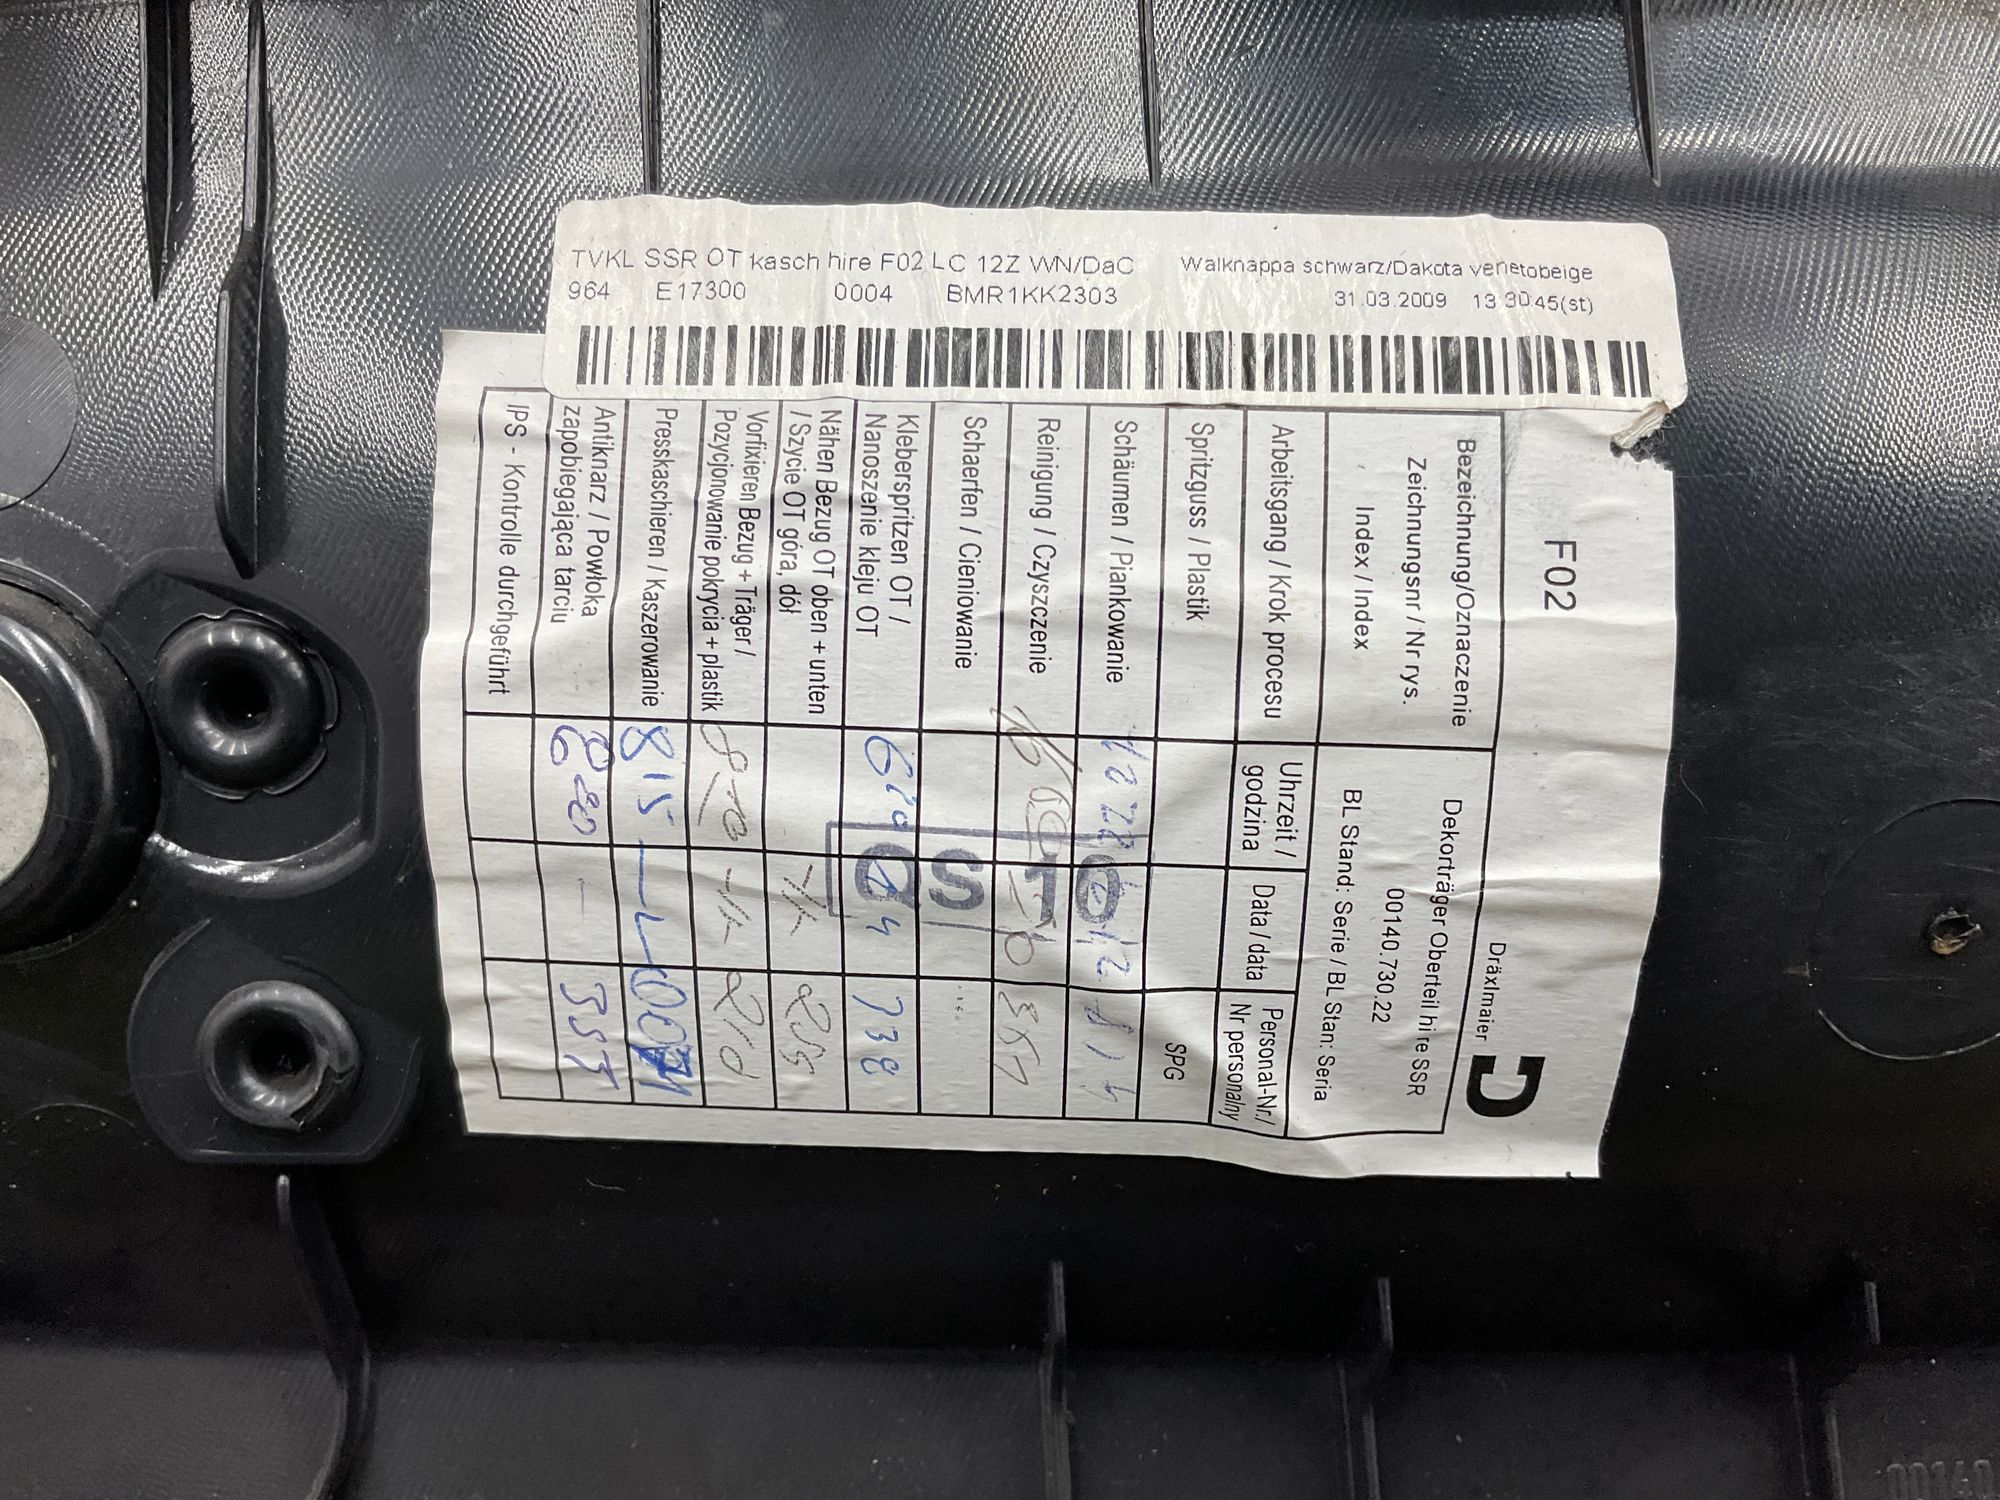 TVKL SSR OT kasch hire F02 LC 12Z WN/DaC Walknappa schwarz/Dakota venetobeige
964 E17300 0004 BMR1KK2303 31.03.2009 13:30:45(st)
F02
Dräxlmaier
Bezeichnung/Oznaczenie Dekorträger Oberteil hi re SSR
Zeichnungsnr / Nr rys. 00140.730.22
Index / Index BL Stand: Serie / BL Stan: Seria
Arbeitsgang / Krok procesu Uhrzeit / godzina Data / data Personal-Nr./ Nr personalny
Spritzguss / Plastik SPG
Schäumen / Piankowanie
Reinigung / Czyszczenie
Schaerfen / Cieniowanie
Kleberspritzen OT /
Nanoszenie kleju OT 738
Nähen Bezug OT oben + unten
/ Szycie OT góra, dół 255
Vorfixieren Bezug + Träger /
Pozycjonowanie pokrycia + plastik 210
Presskaschieren / Kaszerowanie 815
Antiknarz / Powłoka
zapobiegająca tarciu
IPS - Kontrolle durchgeführt